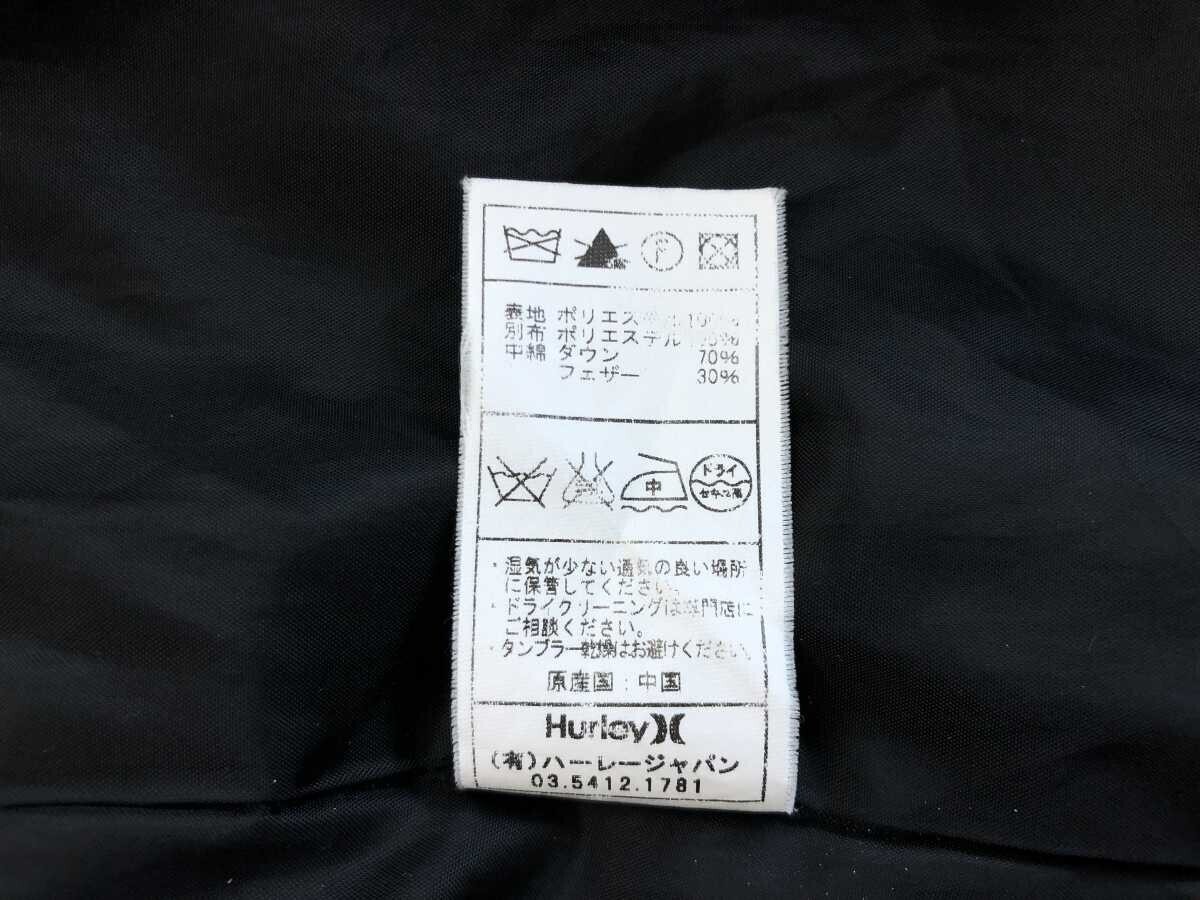 P
表地 ポリエステル 100%
別布 ポリエステル 100%
中綿 ダウン 70%
フェザー 30%
中
ドライ
セキユ系
・湿気が少ない通気の良い場所
に保管してください。
・ドライクリーニングは専門店に
ご相談ください。
・タンブラー乾燥はお避けください。
原産国：中国
Hurley
(有)ハーレージャパン
03.5412.1781